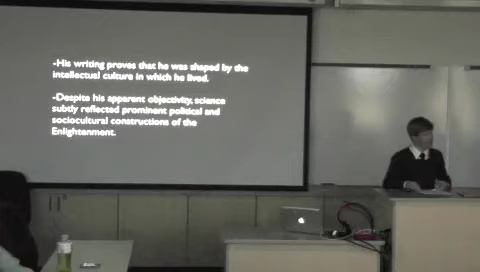 -His writing proves that he was shaped by the
intellectual culture in which he lived.
-Despite his apparent objectivity, science
subtly reflected prominent political and
sociocultural constructions of the
Enlightenment.